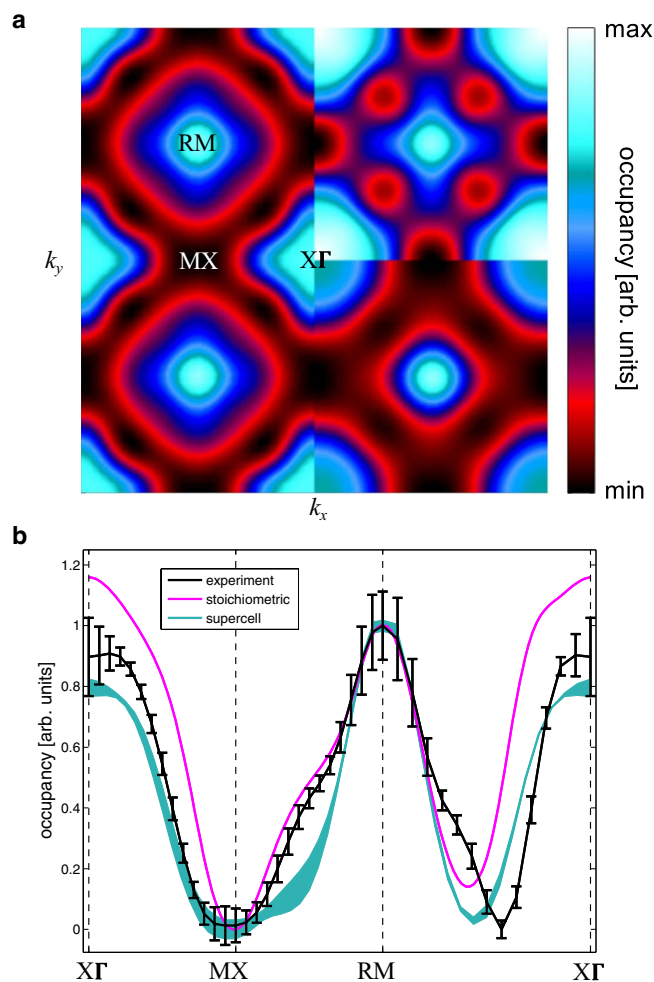 a
max
RM
k_y
MX
XΓ
occupancy [arb. units]
min
k_x
b
1.2
1
0.8
0.6
0.4
0.2
0
occupancy [arb. units]
experiment
stoichiometric
supercell
XΓ
MX
RM
XΓ